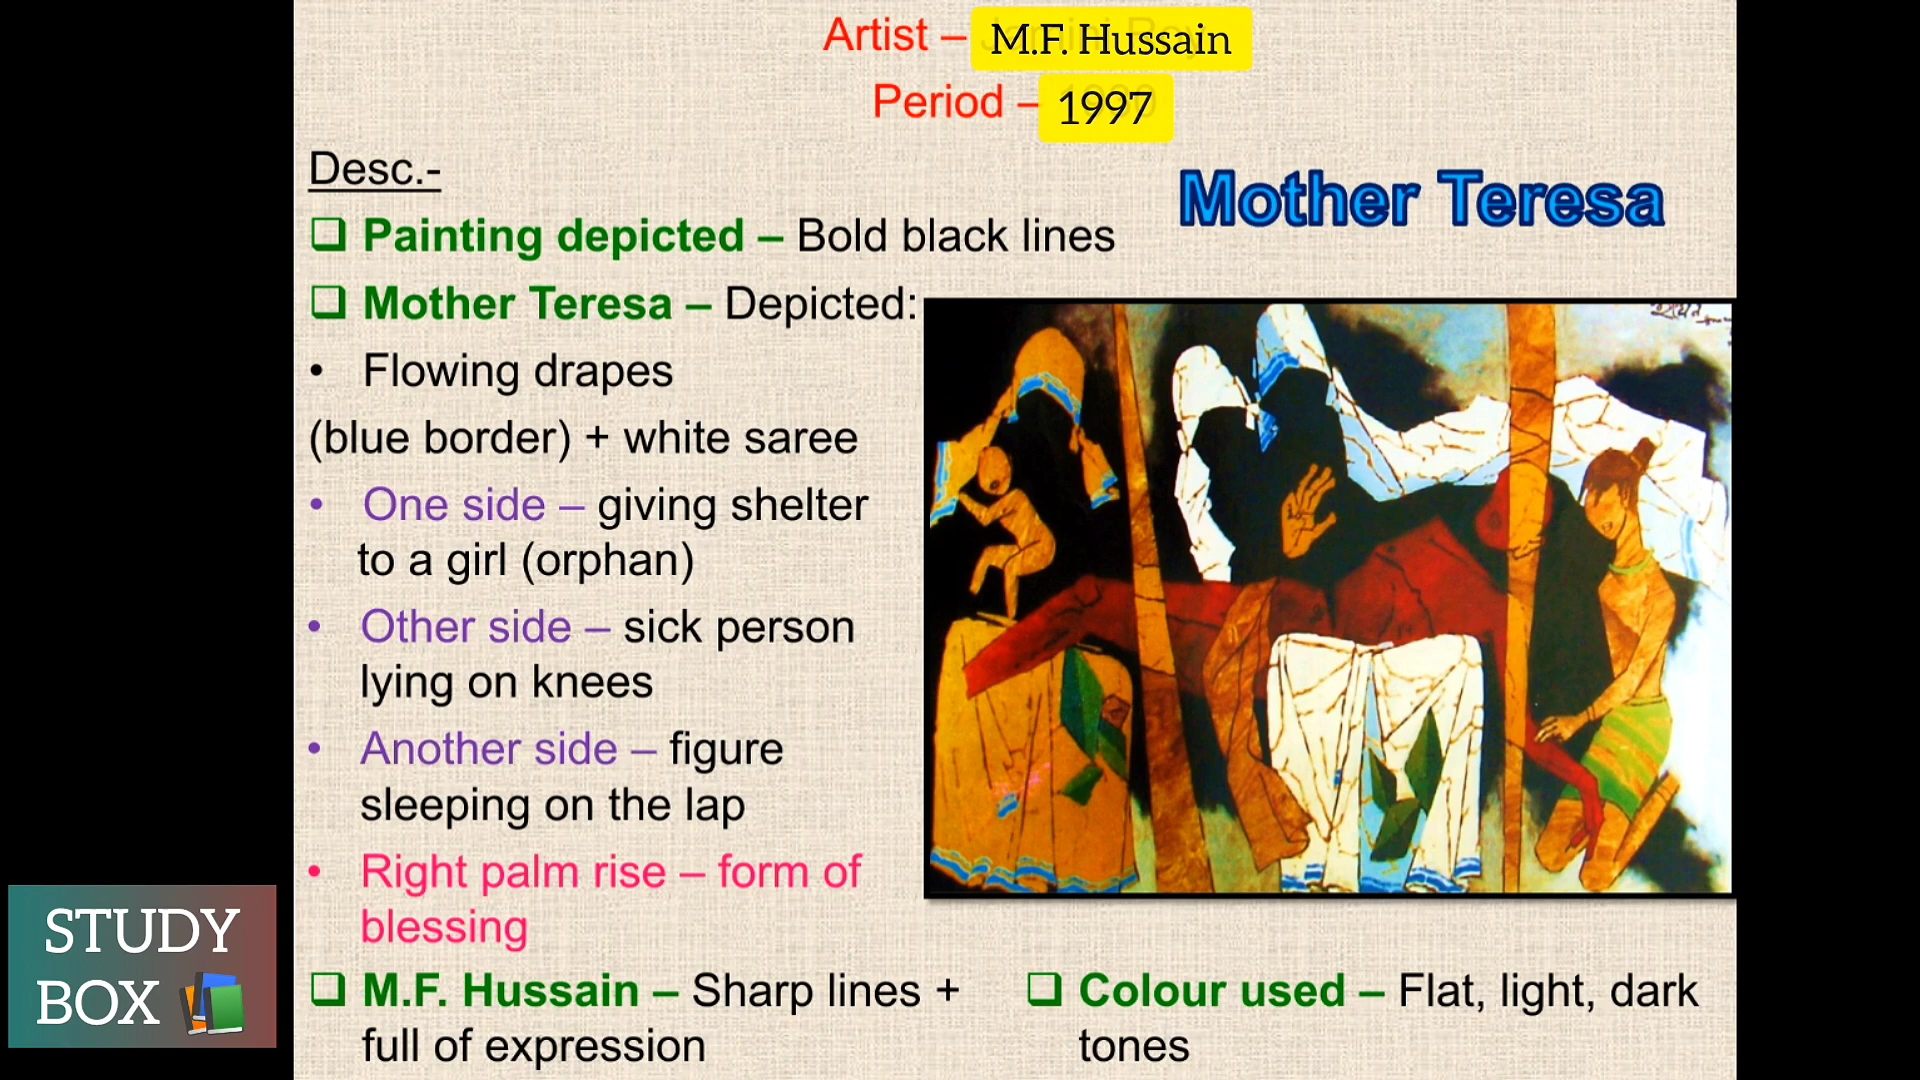 Artist – M.F. Hussain
Period – 1997
Desc.-
Mother Teresa
❑ Painting depicted – Bold black lines
❑ Mother Teresa – Depicted:
• Flowing drapes
(blue border) + white saree
• One side – giving shelter
to a girl (orphan)
• Other side – sick person
lying on knees
• Another side – figure
sleeping on the lap
• Right palm rise – form of
blessing
❑ M.F. Hussain – Sharp lines +
full of expression
❑ Colour used – Flat, light, dark
tones
STUDY
BOX